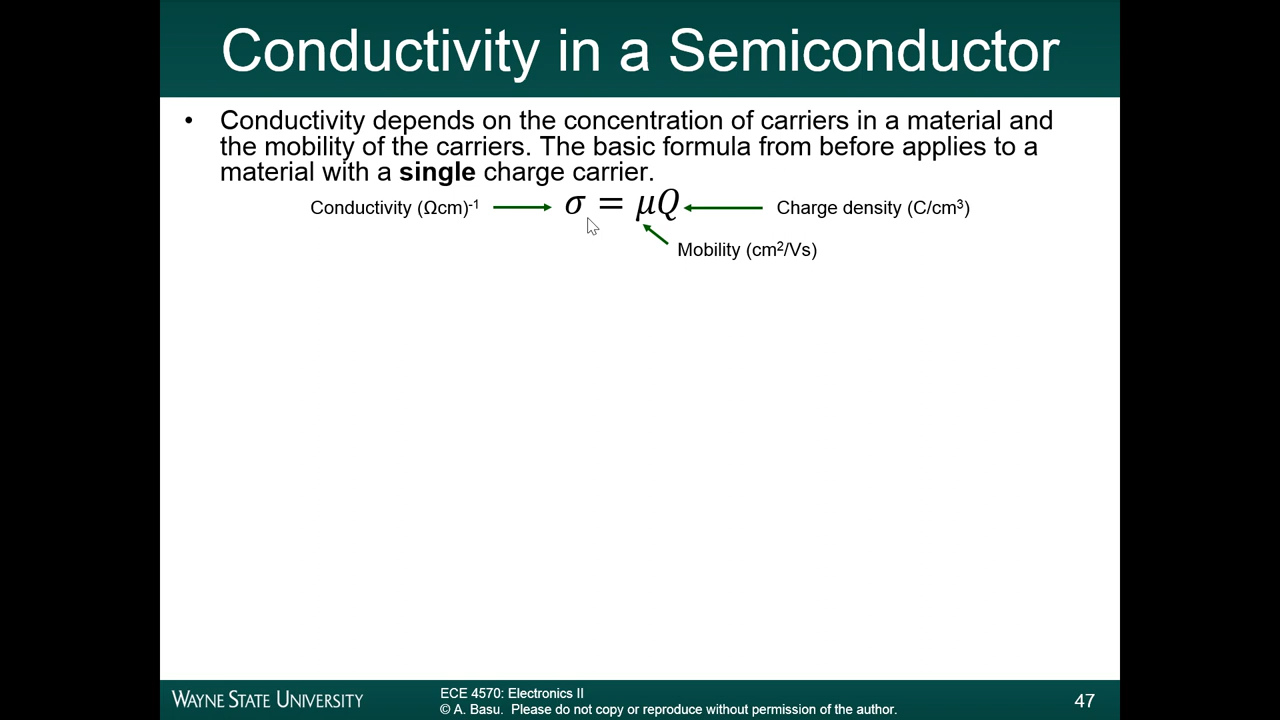 Conductivity in a Semiconductor
• Conductivity depends on the concentration of carriers in a material and
the mobility of the carriers. The basic formula from before applies to a
material with a single charge carrier.
Conductivity (Ωcm)⁻¹ σ = μQ Charge density (C/cm³)
Mobility (cm²/Vs)
WAYNE STATE UNIVERSITY
ECE 4570: Electronics II
© A. Basu. Please do not copy or reproduce without permission of the author.
47